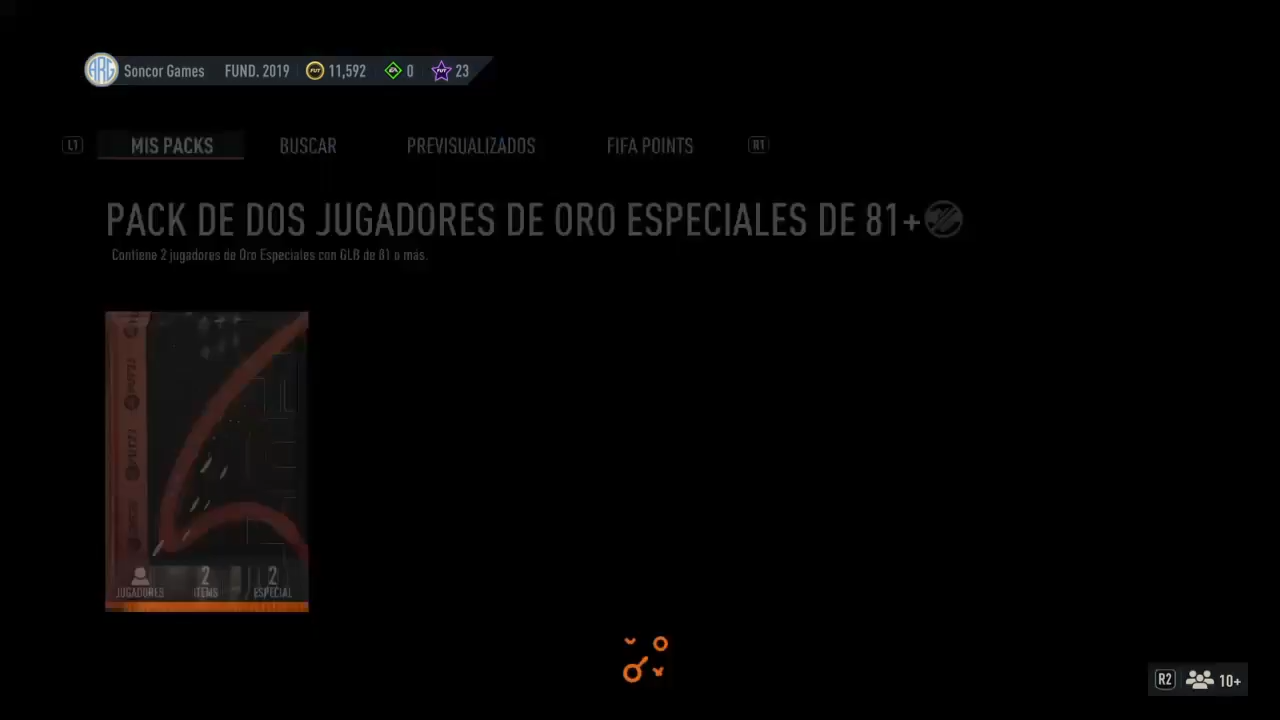 ARG Soncor Games FUND. 2019 11,592 0 23
L1 MIS PACKS BUSCAR PREVISUALIZADOS FIFA POINTS R1
PACK DE DOS JUGADORES DE ORO ESPECIALES DE 81+
Contiene 2 jugadores de Oro Especiales con GLB de 81 o más.
2 2
JUGADORES ITEMS ESPECIAL
R2 10+